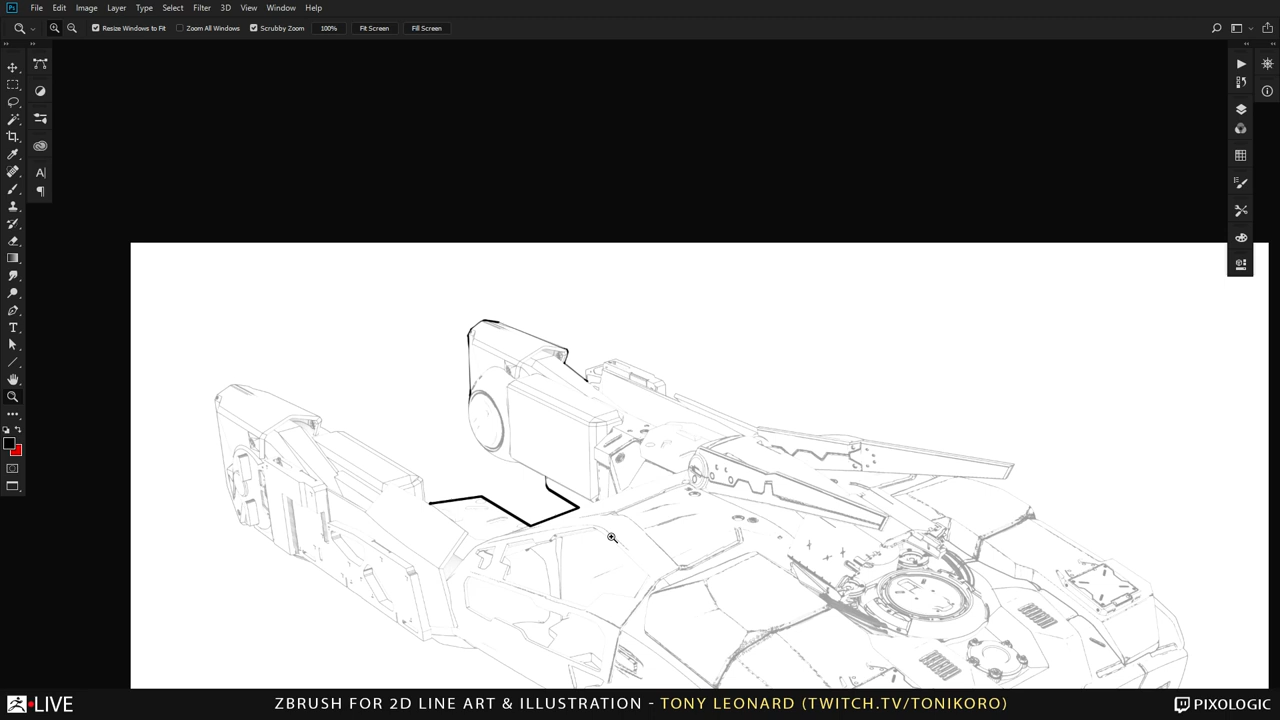 Ps File Edit Image Layer Type Select Filter 3D View Window Help
Resize Windows to Fit Zoom All Windows Scrubby Zoom 100% Fit Screen Fill Screen
LIVE ZBRUSH FOR 2D LINE ART & ILLUSTRATION - TONY LEONARD (TWITCH.TV/TONIKORO) PIXOLOGIC